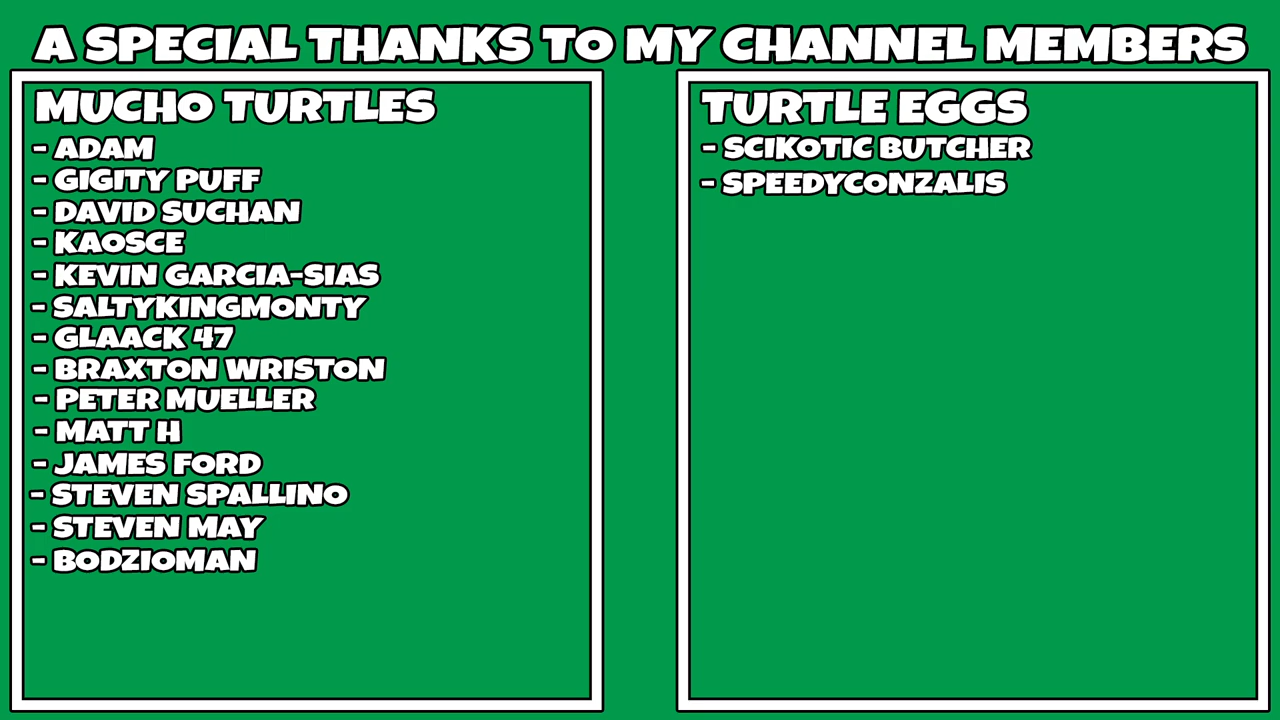 A SPECIAL THANKS TO MY CHANNEL MEMBERS
MUCHO TURTLES
- ADAM
- GIGITY PUFF
- DAVID SUCHAN
- KAOSCE
- KEVIN GARCIA-SIAS
- SALTYKINGMONTY
- GLAACK 47
- BRAXTON WRISTON
- PETER MUELLER
- MATT H
- JAMES FORD
- STEVEN SPALLINO
- STEVEN MAY
- BODZIOMAN
TURTLE EGGS
- SCIKOTIC BUTCHER
- SPEEDYCONZALIS